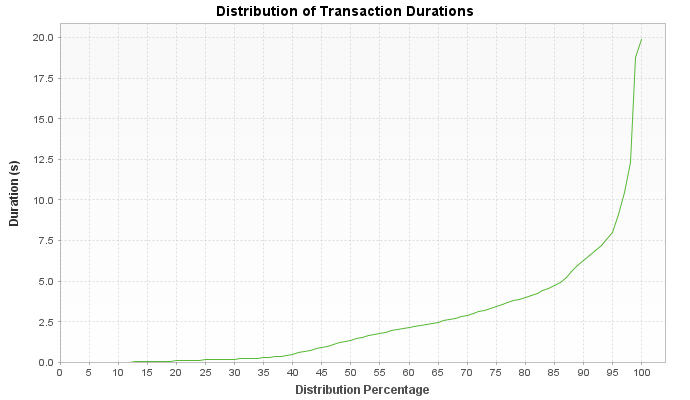 Distribution of Transaction Durations
Duration (s)
20.0
17.5
15.0
12.5
10.0
7.5
5.0
2.5
0.0
0 5 10 15 20 25 30 35 40 45 50 55 60 65 70 75 80 85 90 95 100
Distribution Percentage